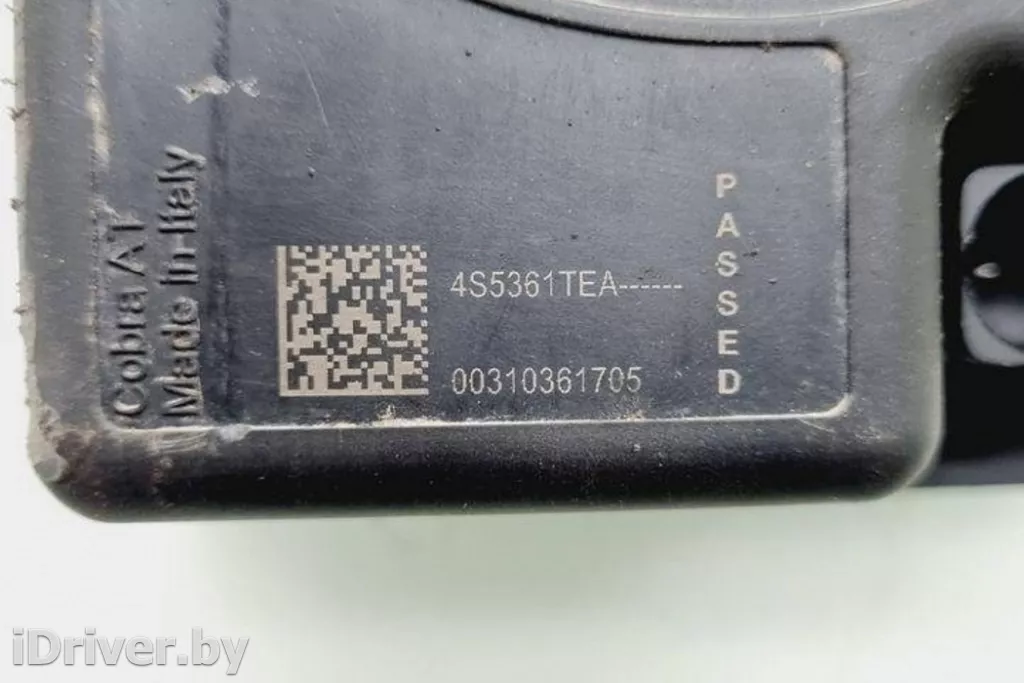 Cobra AT
Made in Italy
4S5361TEA------
00310361705
PASSED
iDriver.by